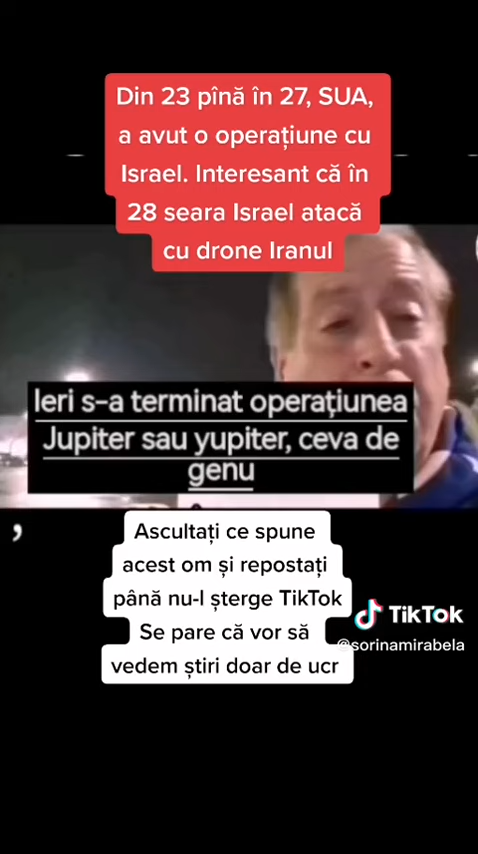 Din 23 pînă în 27, SUA,
a avut o operațiune cu
Israel. Interesant că în
28 seara Israel atacă
cu drone Iranul
Ieri s-a terminat operațiunea
Jupiter sau yupiter, ceva de
genu
,
Ascultați ce spune
acest om și repostați
până nu-l șterge TikTok
Se pare că vor să
vedem știri doar de ucr
TikTok
@sorinamirabela